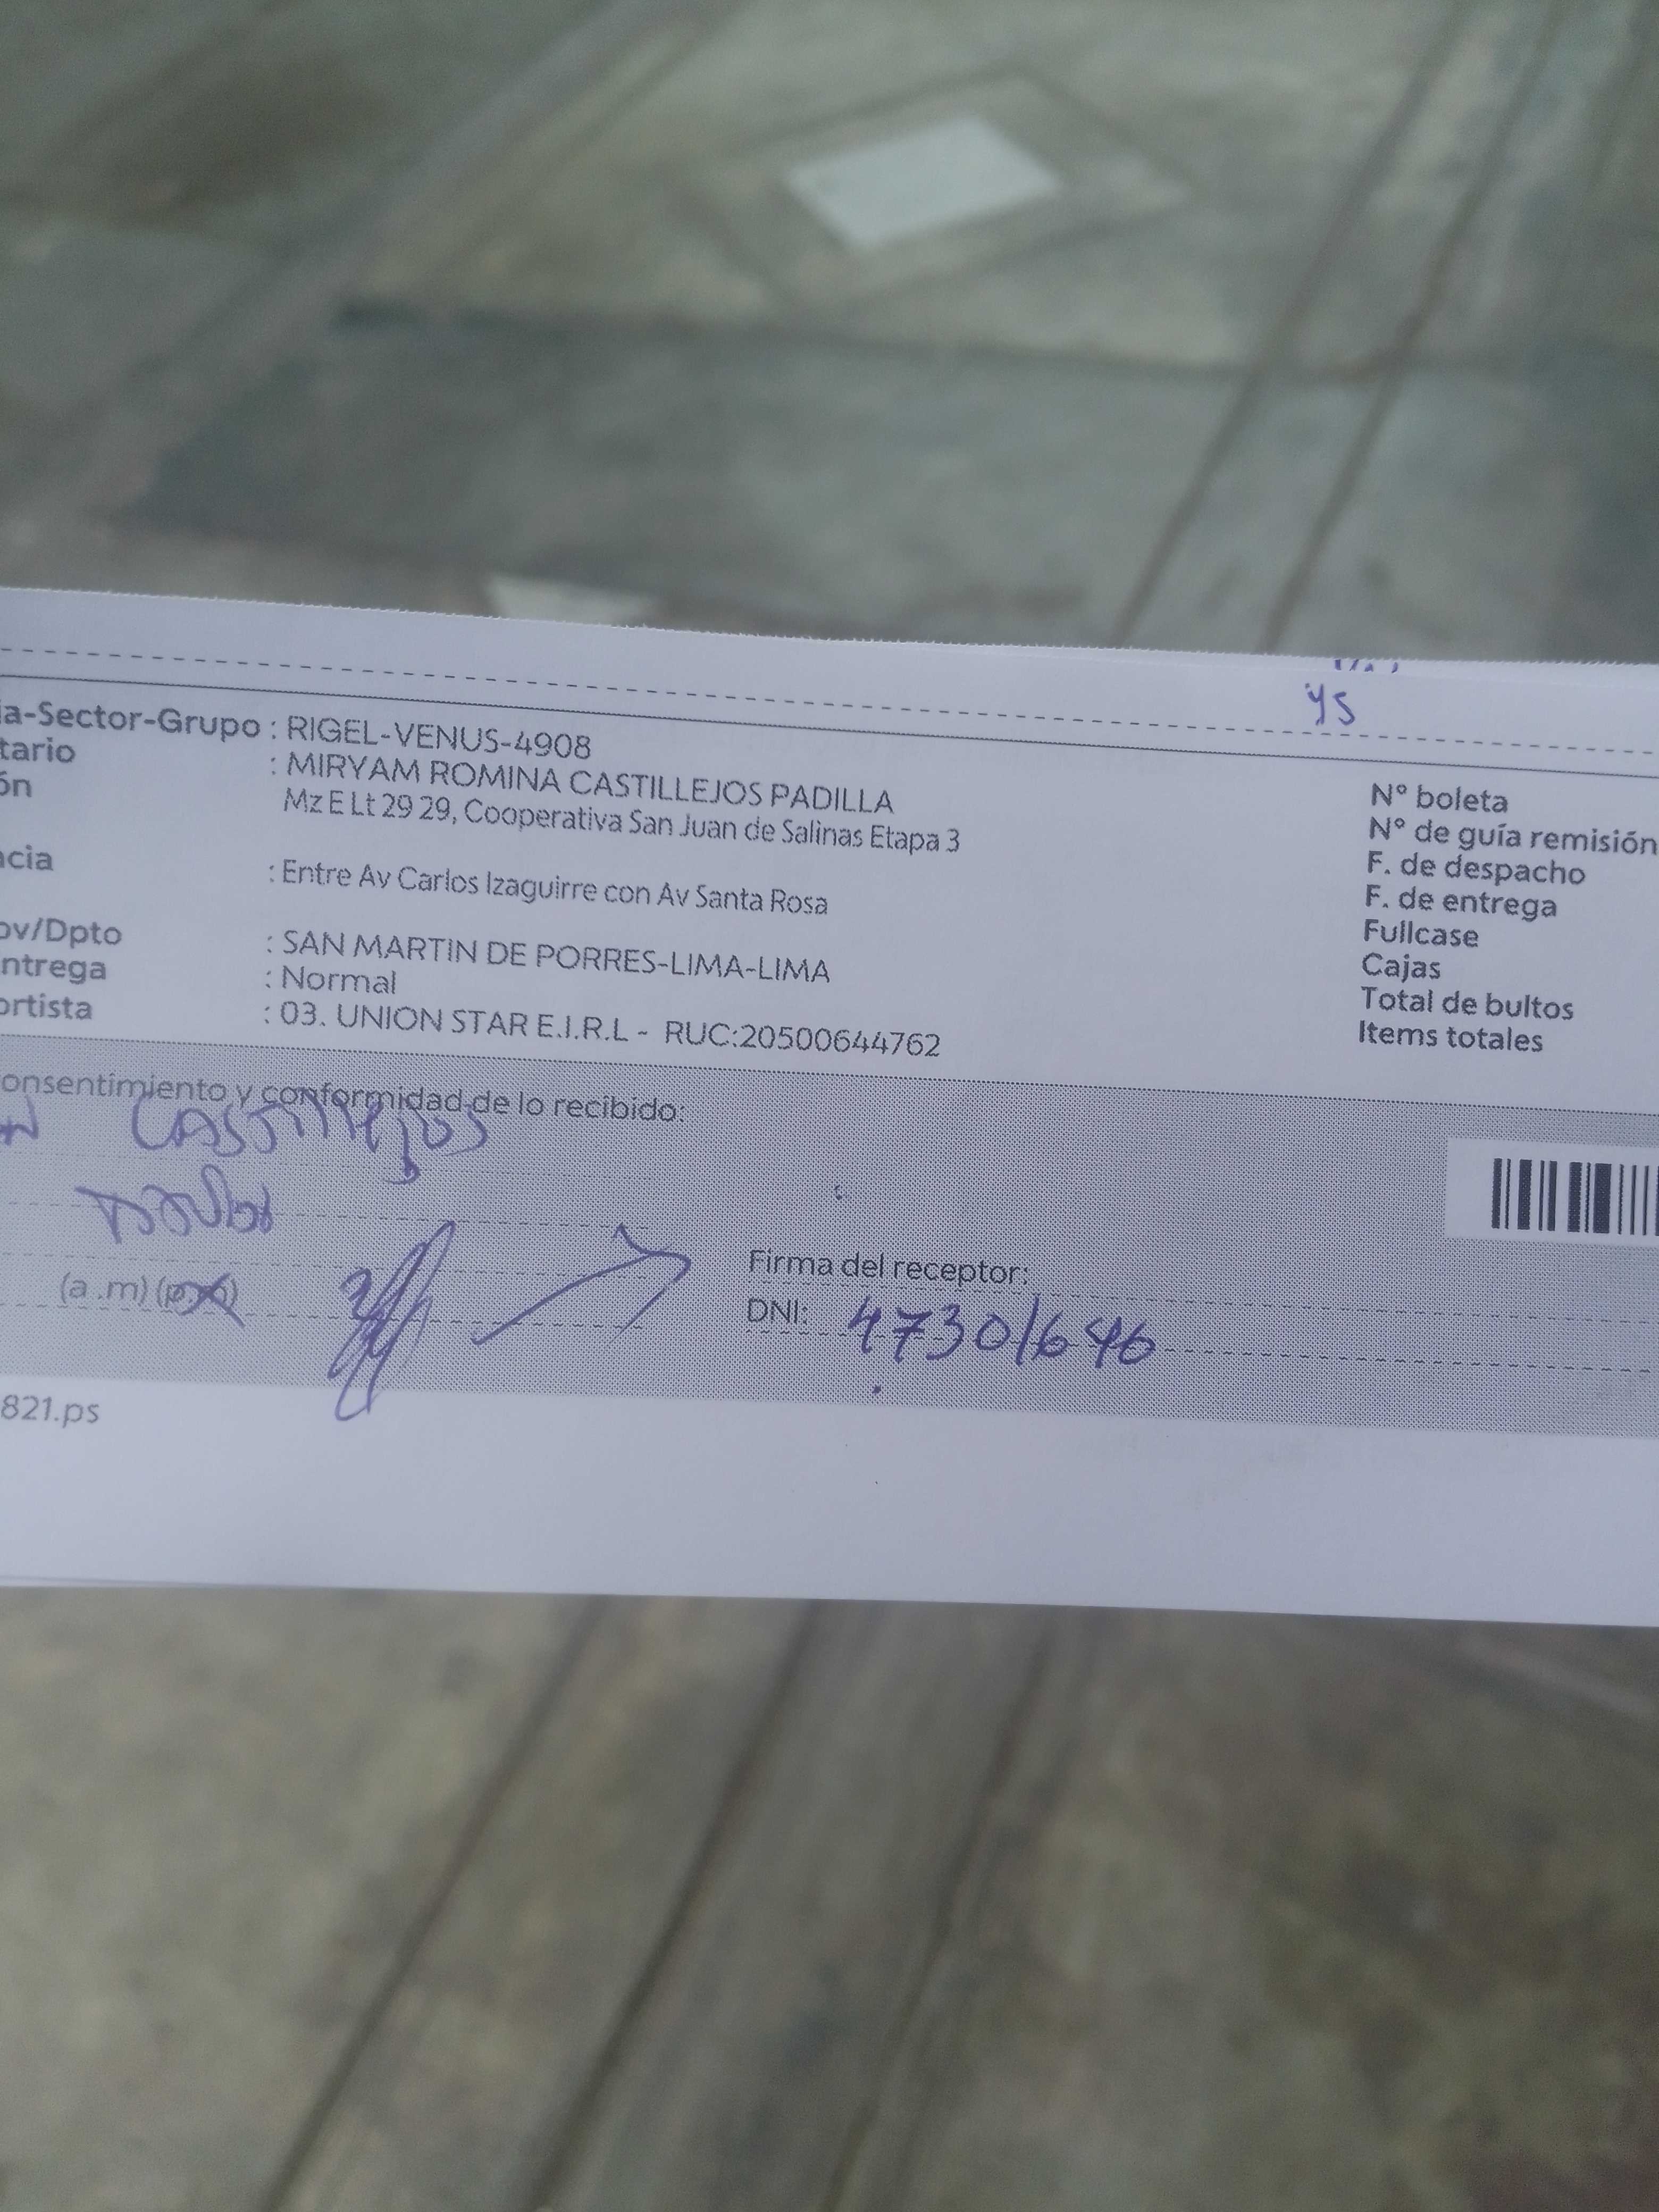 ys
ia-Sector-Grupo : RIGEL-VENUS-4908
tario : MIRYAM ROMINA CASTILLEJOS PADILLA
ón Mz E Lt 29 29, Cooperativa San Juan de Salinas Etapa 3
ncia : Entre Av Carlos Izaguirre con Av Santa Rosa
ov/Dpto : SAN MARTIN DE PORRES-LIMA-LIMA
ntrega : Normal
ortista : 03. UNION STAR E.I.R.L - RUC:20500644762
N° boleta
N° de guía remisión
F. de despacho
F. de entrega
Fullcase
Cajas
Total de bultos
Items totales
onsentimiento y conformidad de lo recibido:
Castillejos
(a .m) (p.m)
Firma del receptor:
DNI: 47301646
821.ps